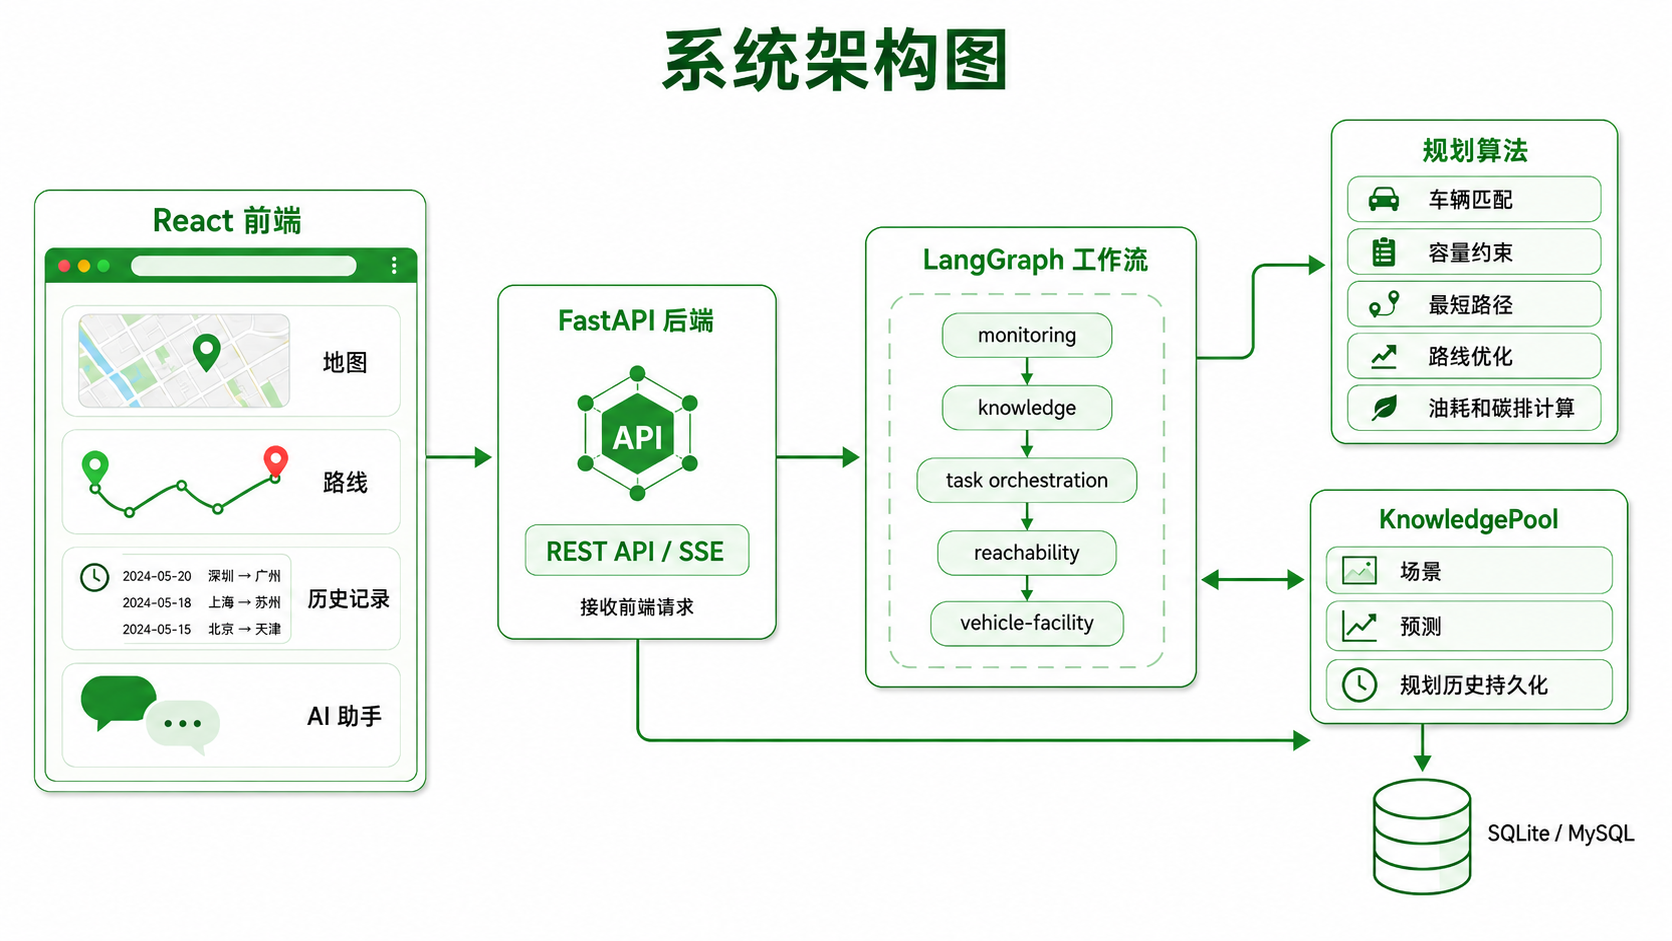 系统架构图
React 前端
地图
路线
2024-05-20 深圳 → 广州
2024-05-18 上海 → 苏州
2024-05-15 北京 → 天津
历史记录
AI 助手
FastAPI 后端
API
REST API / SSE
接收前端请求
LangGraph 工作流
monitoring
knowledge
task orchestration
reachability
vehicle-facility
规划算法
车辆匹配
容量约束
最短路径
路线优化
油耗和碳排计算
KnowledgePool
场景
预测
规划历史持久化
SQLite / MySQL